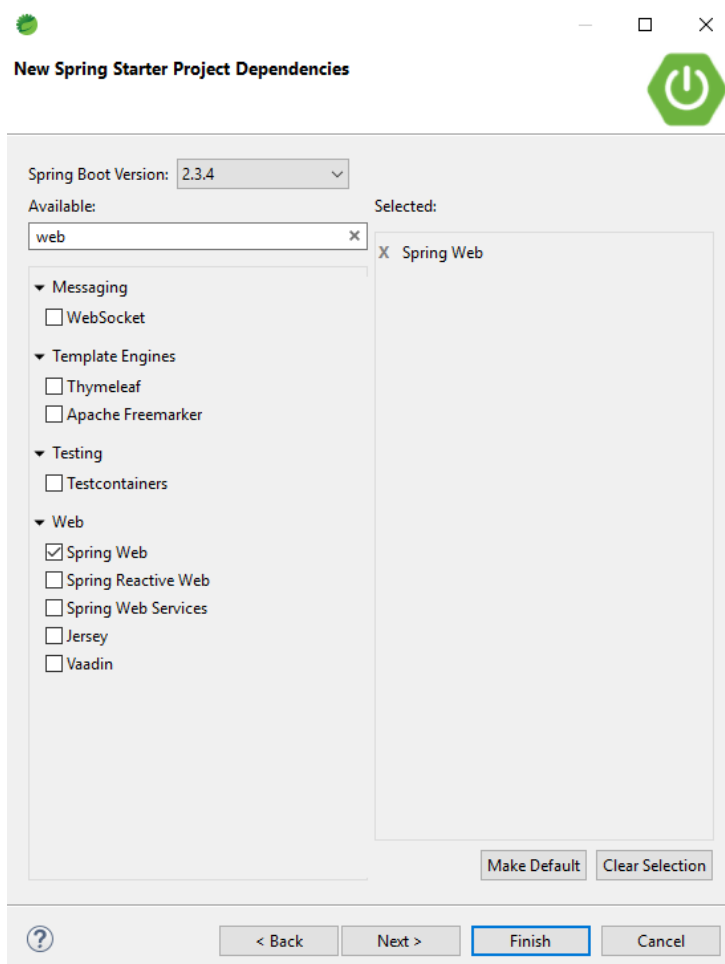 New Spring Starter Project Dependencies
Spring Boot Version: 2.3.4
Available:
Selected:
web
X Spring Web
Messaging
WebSocket
Template Engines
Thymeleaf
Apache Freemarker
Testing
Testcontainers
Web
Spring Web
Spring Reactive Web
Spring Web Services
Jersey
Vaadin
Make Default
Clear Selection
?
< Back
Next >
Finish
Cancel